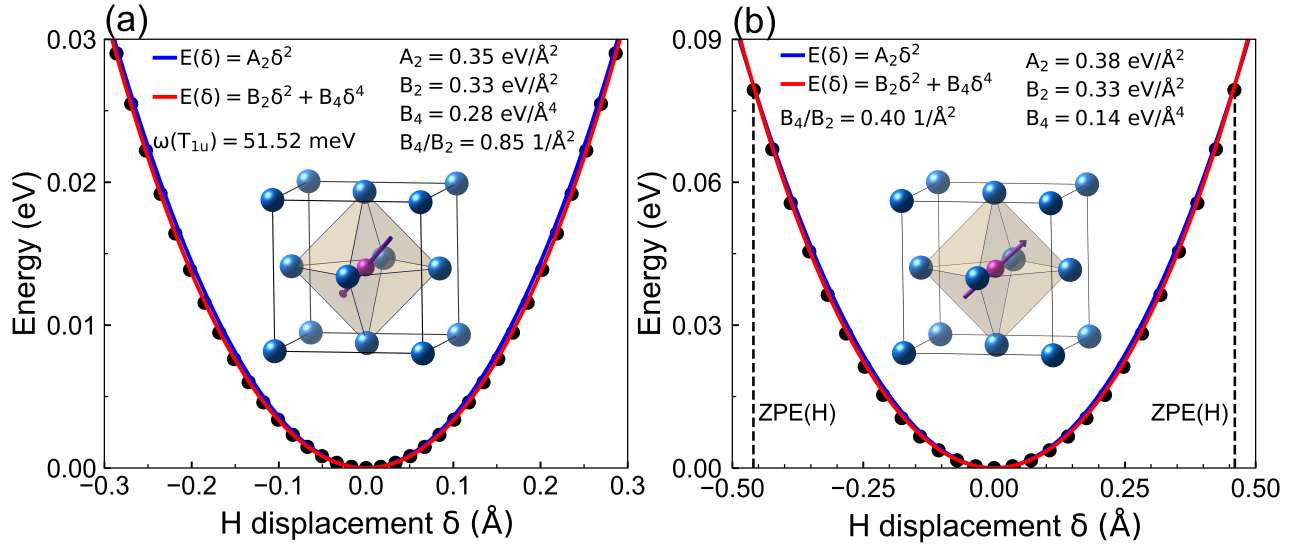 (a)
E(δ) = A₂δ²
E(δ) = B₂δ² + B₄δ⁴
ω(T₁ᵤ) = 51.52 meV
A₂ = 0.35 eV/Å²
B₂ = 0.33 eV/Å²
B₄ = 0.28 eV/Å⁴
B₄/B₂ = 0.85 1/Å²
0.03
0.02
0.01
0.00
Energy (eV)
−0.3 −0.2 −0.1 0.0 0.1 0.2 0.3
H displacement δ (Å)
(b)
E(δ) = A₂δ²
E(δ) = B₂δ² + B₄δ⁴
B₄/B₂ = 0.40 1/Å²
A₂ = 0.38 eV/Å²
B₂ = 0.33 eV/Å²
B₄ = 0.14 eV/Å⁴
0.09
0.06
0.03
0.00
Energy (eV)
ZPE(H) ZPE(H)
−0.50 −0.25 0.00 0.25 0.50
H displacement δ (Å)